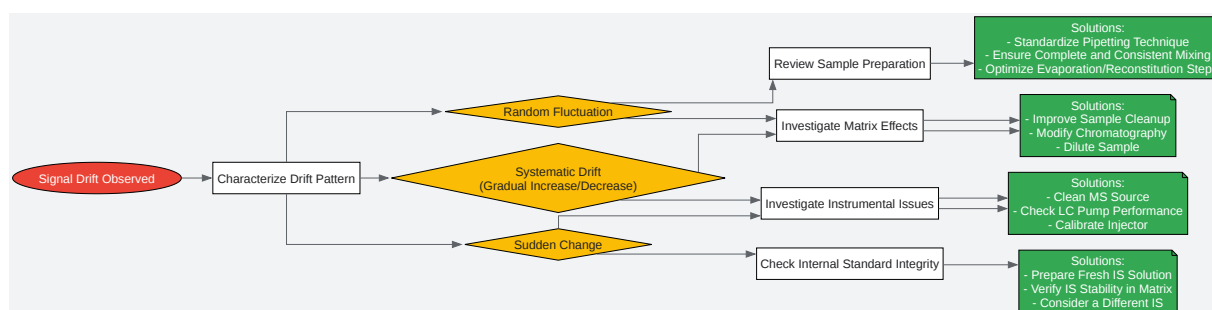 Signal Drift Observed
Characterize Drift Pattern
Random Fluctuation
Systematic Drift
(Gradual Increase/Decrease)
Sudden Change
Review Sample Preparation
Investigate Matrix Effects
Investigate Instrumental Issues
Check Internal Standard Integrity
Solutions:
- Standardize Pipetting Technique
- Ensure Complete and Consistent Mixing
- Optimize Evaporation/Reconstitution Step
Solutions:
- Improve Sample Cleanup
- Modify Chromatography
- Dilute Sample
Solutions:
- Clean MS Source
- Check LC Pump Performance
- Calibrate Injector
Solutions:
- Prepare Fresh IS Solution
- Verify IS Stability in Matrix
- Consider a Different IS